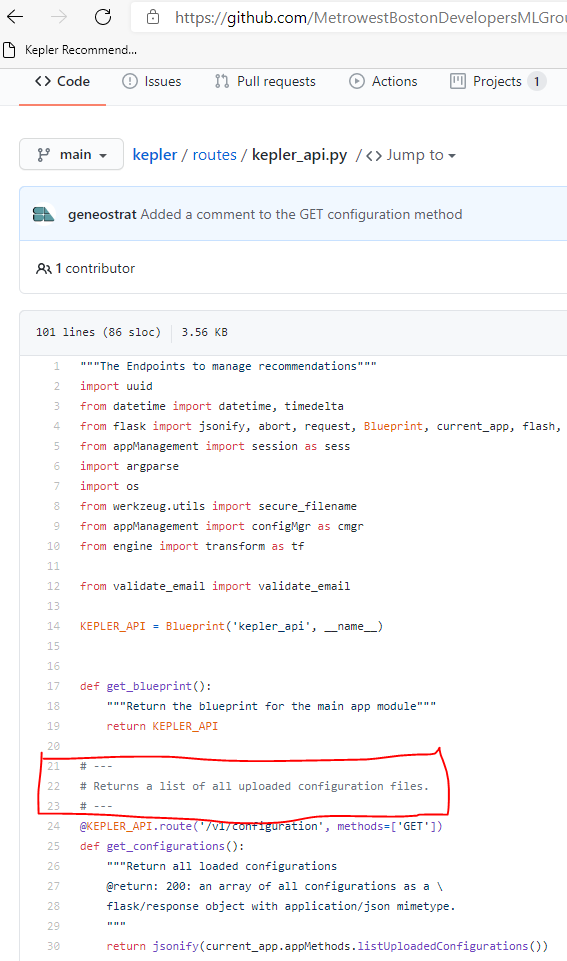 https://github.com/MetrowestBostonDevelopersMLGrou
Kepler Recommend...
Code Issues Pull requests Actions Projects 1
main kepler / routes / kepler_api.py / <> Jump to
geneostrat Added a comment to the GET configuration method
1 contributor
101 lines (86 sloc) 3.56 KB
1 """The Endpoints to manage recommendations"""
2 import uuid
3 from datetime import datetime, timedelta
4 from flask import jsonify, abort, request, Blueprint, current_app, flash,
5 from appManagement import session as sess
6 import argparse
7 import os
8 from werkzeug.utils import secure_filename
9 from appManagement import configMgr as cmgr
10 from engine import transform as tf
11
12 from validate_email import validate_email
13
14 KEPLER_API = Blueprint('kepler_api', __name__)
15
16
17 def get_blueprint():
18 """Return the blueprint for the main app module"""
19 return KEPLER_API
20
21 # ---
22 # Returns a list of all uploaded configuration files.
23 # ---
24 @KEPLER_API.route('/v1/configuration', methods=['GET'])
25 def get_configurations():
26 """Return all loaded configurations
27 @return: 200: an array of all configurations as a \
28 flask/response object with application/json mimetype.
29 """
30 return jsonify(current_app.appMethods.listUploadedConfigurations())